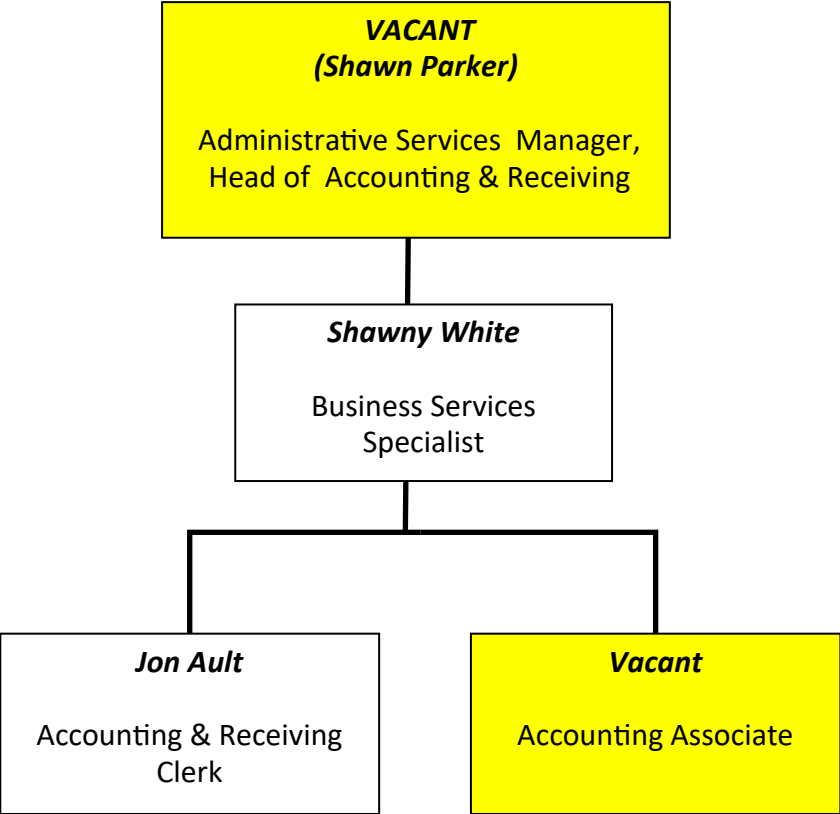 VACANT
(Shawn Parker)
Administrative Services Manager,
Head of Accounting & Receiving
Shawny White
Business Services
Specialist
Jon Ault
Accounting & Receiving
Clerk
Vacant
Accounting Associate